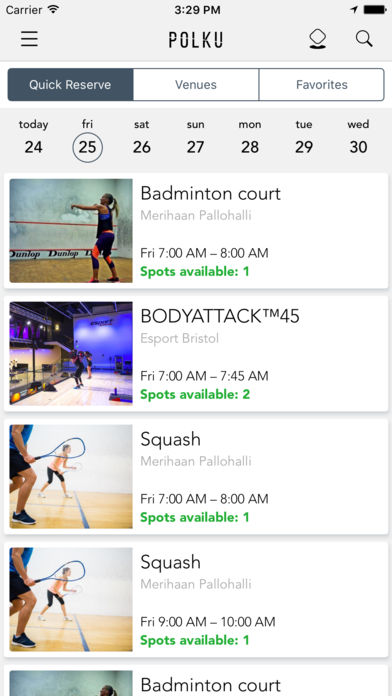 Carrier 3:29 PM
POLKU
Quick Reserve Venues Favorites
today fri sat sun mon tue wed
24 25 26 27 28 29 30
Badminton court
Merihaan Pallohalli
Fri 7:00 AM – 8:00 AM
Spots available: 1
Dunlop Dunlop
BODYATTACK™45
Esport Bristol
Fri 7:00 AM – 7:45 AM
Spots available: 2
ESPORT
Squash
Merihaan Pallohalli
Fri 7:00 AM – 8:00 AM
Spots available: 1
Squash
Merihaan Pallohalli
Fri 9:00 AM – 10:00 AM
Spots available: 1
Badminton court